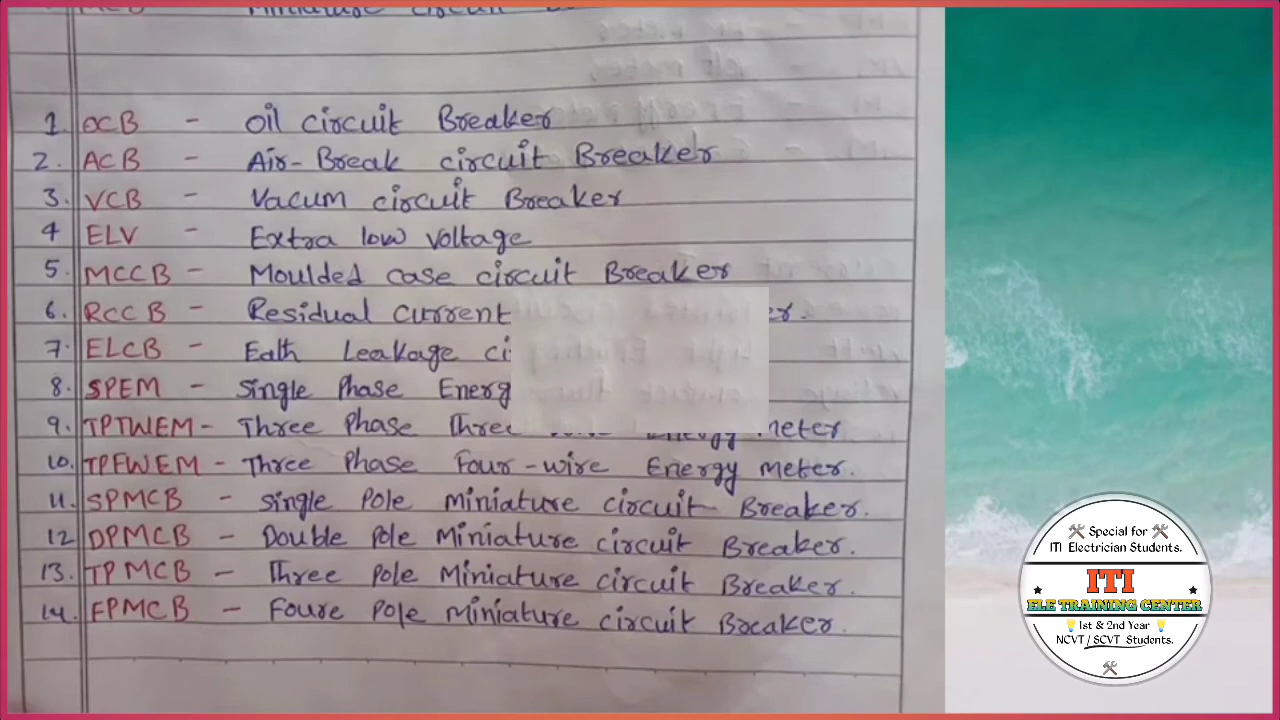 1. OCB - Oil circuit Breaker
2. ACB - Air-Break circuit Breaker
3. VCB - Vacum circuit Breaker
4 ELV - Extra low voltage
5. MCCB - Moulded case circuit Breaker
6. RCCB - Residual current
7. ELCB - Eath Leakage
8. SPEM - Single Phase
9. TPTWEM - Three Phase Three Energy meter
10. TPFWEM - Three Phase Four-wire Energy meter.
11. SPMCB - Single Pole miniature circuit Breaker.
12 DPMCB - Double Pole Miniature circuit Breaker.
13. TPMCB - Three Pole Miniature circuit Breaker.
14. FPMCB - Foure Pole miniature circuit Breaker.
Special for
ITI Electrician Students.
ITI
ELE TRAINING CENTER
1st & 2nd Year
NCVT / SCVT Students.